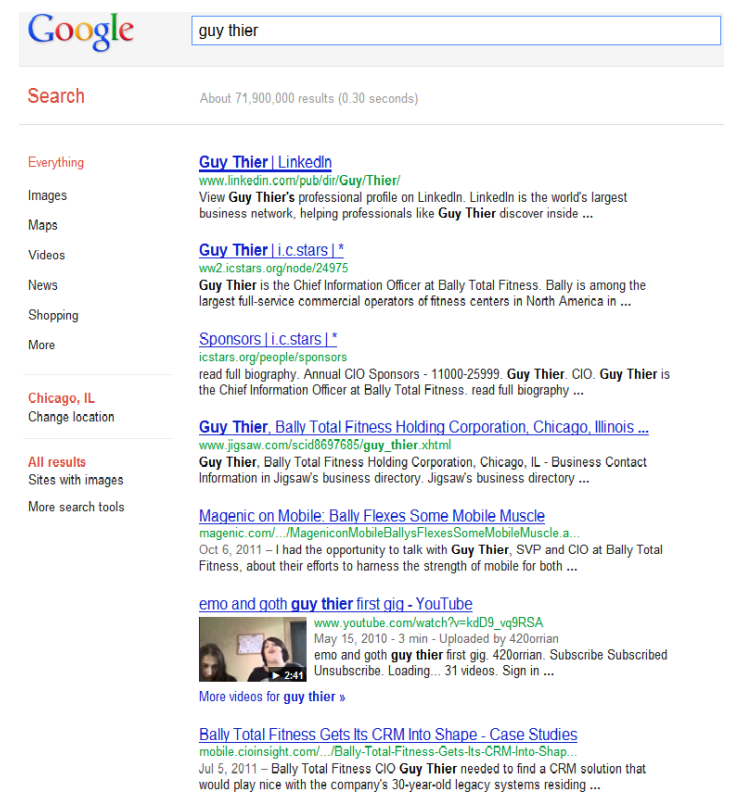 Google
guy thier
Search
About 71,900,000 results (0.30 seconds)
Everything
Images
Maps
Videos
News
Shopping
More
Chicago, IL
Change location
All results
Sites with images
More search tools
Guy Thier | LinkedIn
www.linkedin.com/pub/dir/Guy/Thier/
View Guy Thier's professional profile on LinkedIn. LinkedIn is the world's largest
business network, helping professionals like Guy Thier discover inside ...
Guy Thier | i.c.stars | *
ww2.icstars.org/node/24975
Guy Thier is the Chief Information Officer at Bally Total Fitness. Bally is among the
largest full-service commercial operators of fitness centers in North America in ...
Sponsors | i.c.stars | *
icstars.org/people/sponsors
read full biography. Annual CIO Sponsors - 11000-25999. Guy Thier. CIO. Guy Thier is
the Chief Information Officer at Bally Total Fitness. read full biography ...
Guy Thier, Bally Total Fitness Holding Corporation, Chicago, Illinois ...
www.jigsaw.com/scid8697685/guy_thier.xhtml
Guy Thier, Bally Total Fitness Holding Corporation, Chicago, IL - Business Contact
Information in Jigsaw's business directory. Jigsaw's business directory ...
Magenic on Mobile: Bally Flexes Some Mobile Muscle
magenic.com/.../MageniconMobileBallysFlexesSomeMobileMuscle.a...
Oct 6, 2011 – I had the opportunity to talk with Guy Thier, SVP and CIO at Bally Total
Fitness, about their efforts to harness the strength of mobile for both ...
emo and goth guy thier first gig - YouTube
www.youtube.com/watch?v=kdD9_vq9RSA
May 15, 2010 - 3 min - Uploaded by 420orrian
emo and goth guy thier first gig. 420orrian. Subscribe Subscribed
Unsubscribe. Loading... 31 videos. Sign in ...
2:41
More videos for guy thier »
Bally Total Fitness Gets Its CRM Into Shape - Case Studies
mobile.cioinsight.com/.../Bally-Total-Fitness-Gets-Its-CRM-Into-Shap...
Jul 5, 2011 – Bally Total Fitness CIO Guy Thier needed to find a CRM solution that
would play nice with the company's 30-year-old legacy systems residing ...